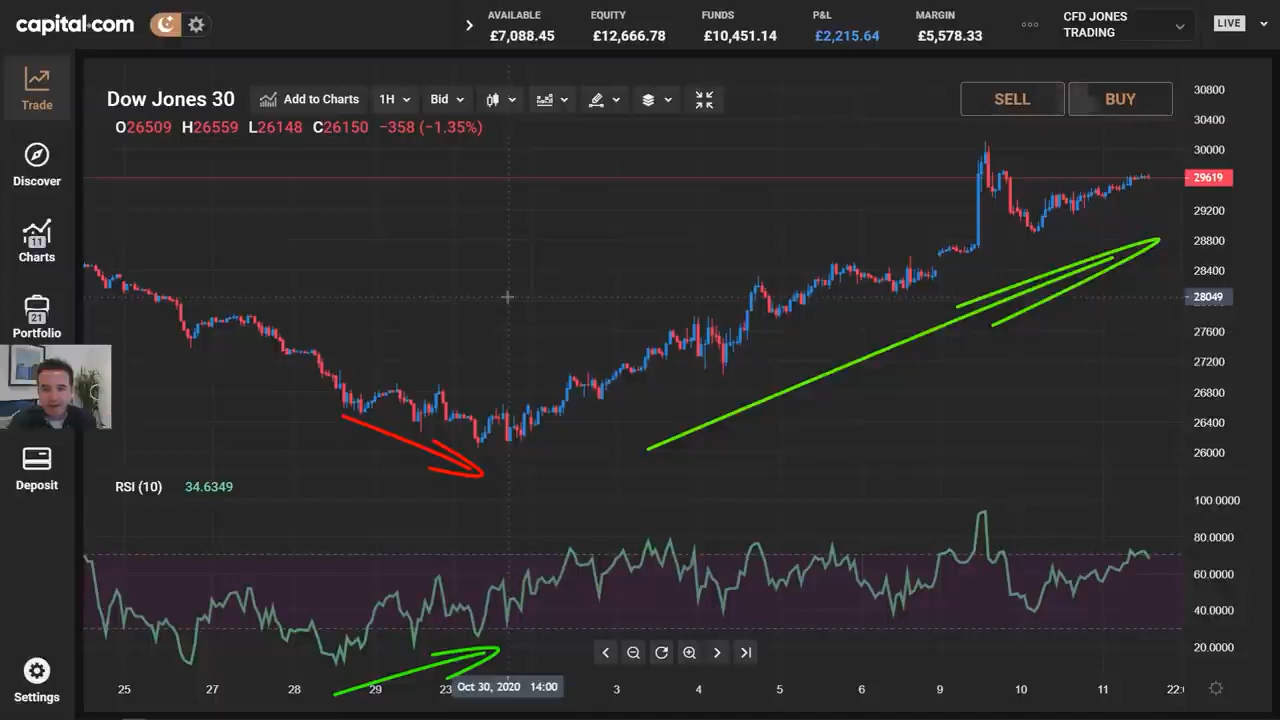 capital.com
AVAILABLE EQUITY FUNDS P&L MARGIN
£7,088.45 £12,666.78 £10,451.14 £2,215.64 £5,578.33
CFD JONES
TRADING
LIVE
Trade
Discover
11
Charts
21
Portfolio
Deposit
Settings
Dow Jones 30 Add to Charts 1H Bid
SELL BUY
O26509 H26559 L26148 C26150 −358 (−1.35%)
30800
30400
30000
29619
29200
28800
28400
28049
27600
27200
26800
26400
26000
RSI (10) 34.6349
100.0000
80.0000
60.0000
40.0000
20.0000
25 27 28 29 23 Oct 30, 2020 14:00 3 4 5 6 9 10 11 22: